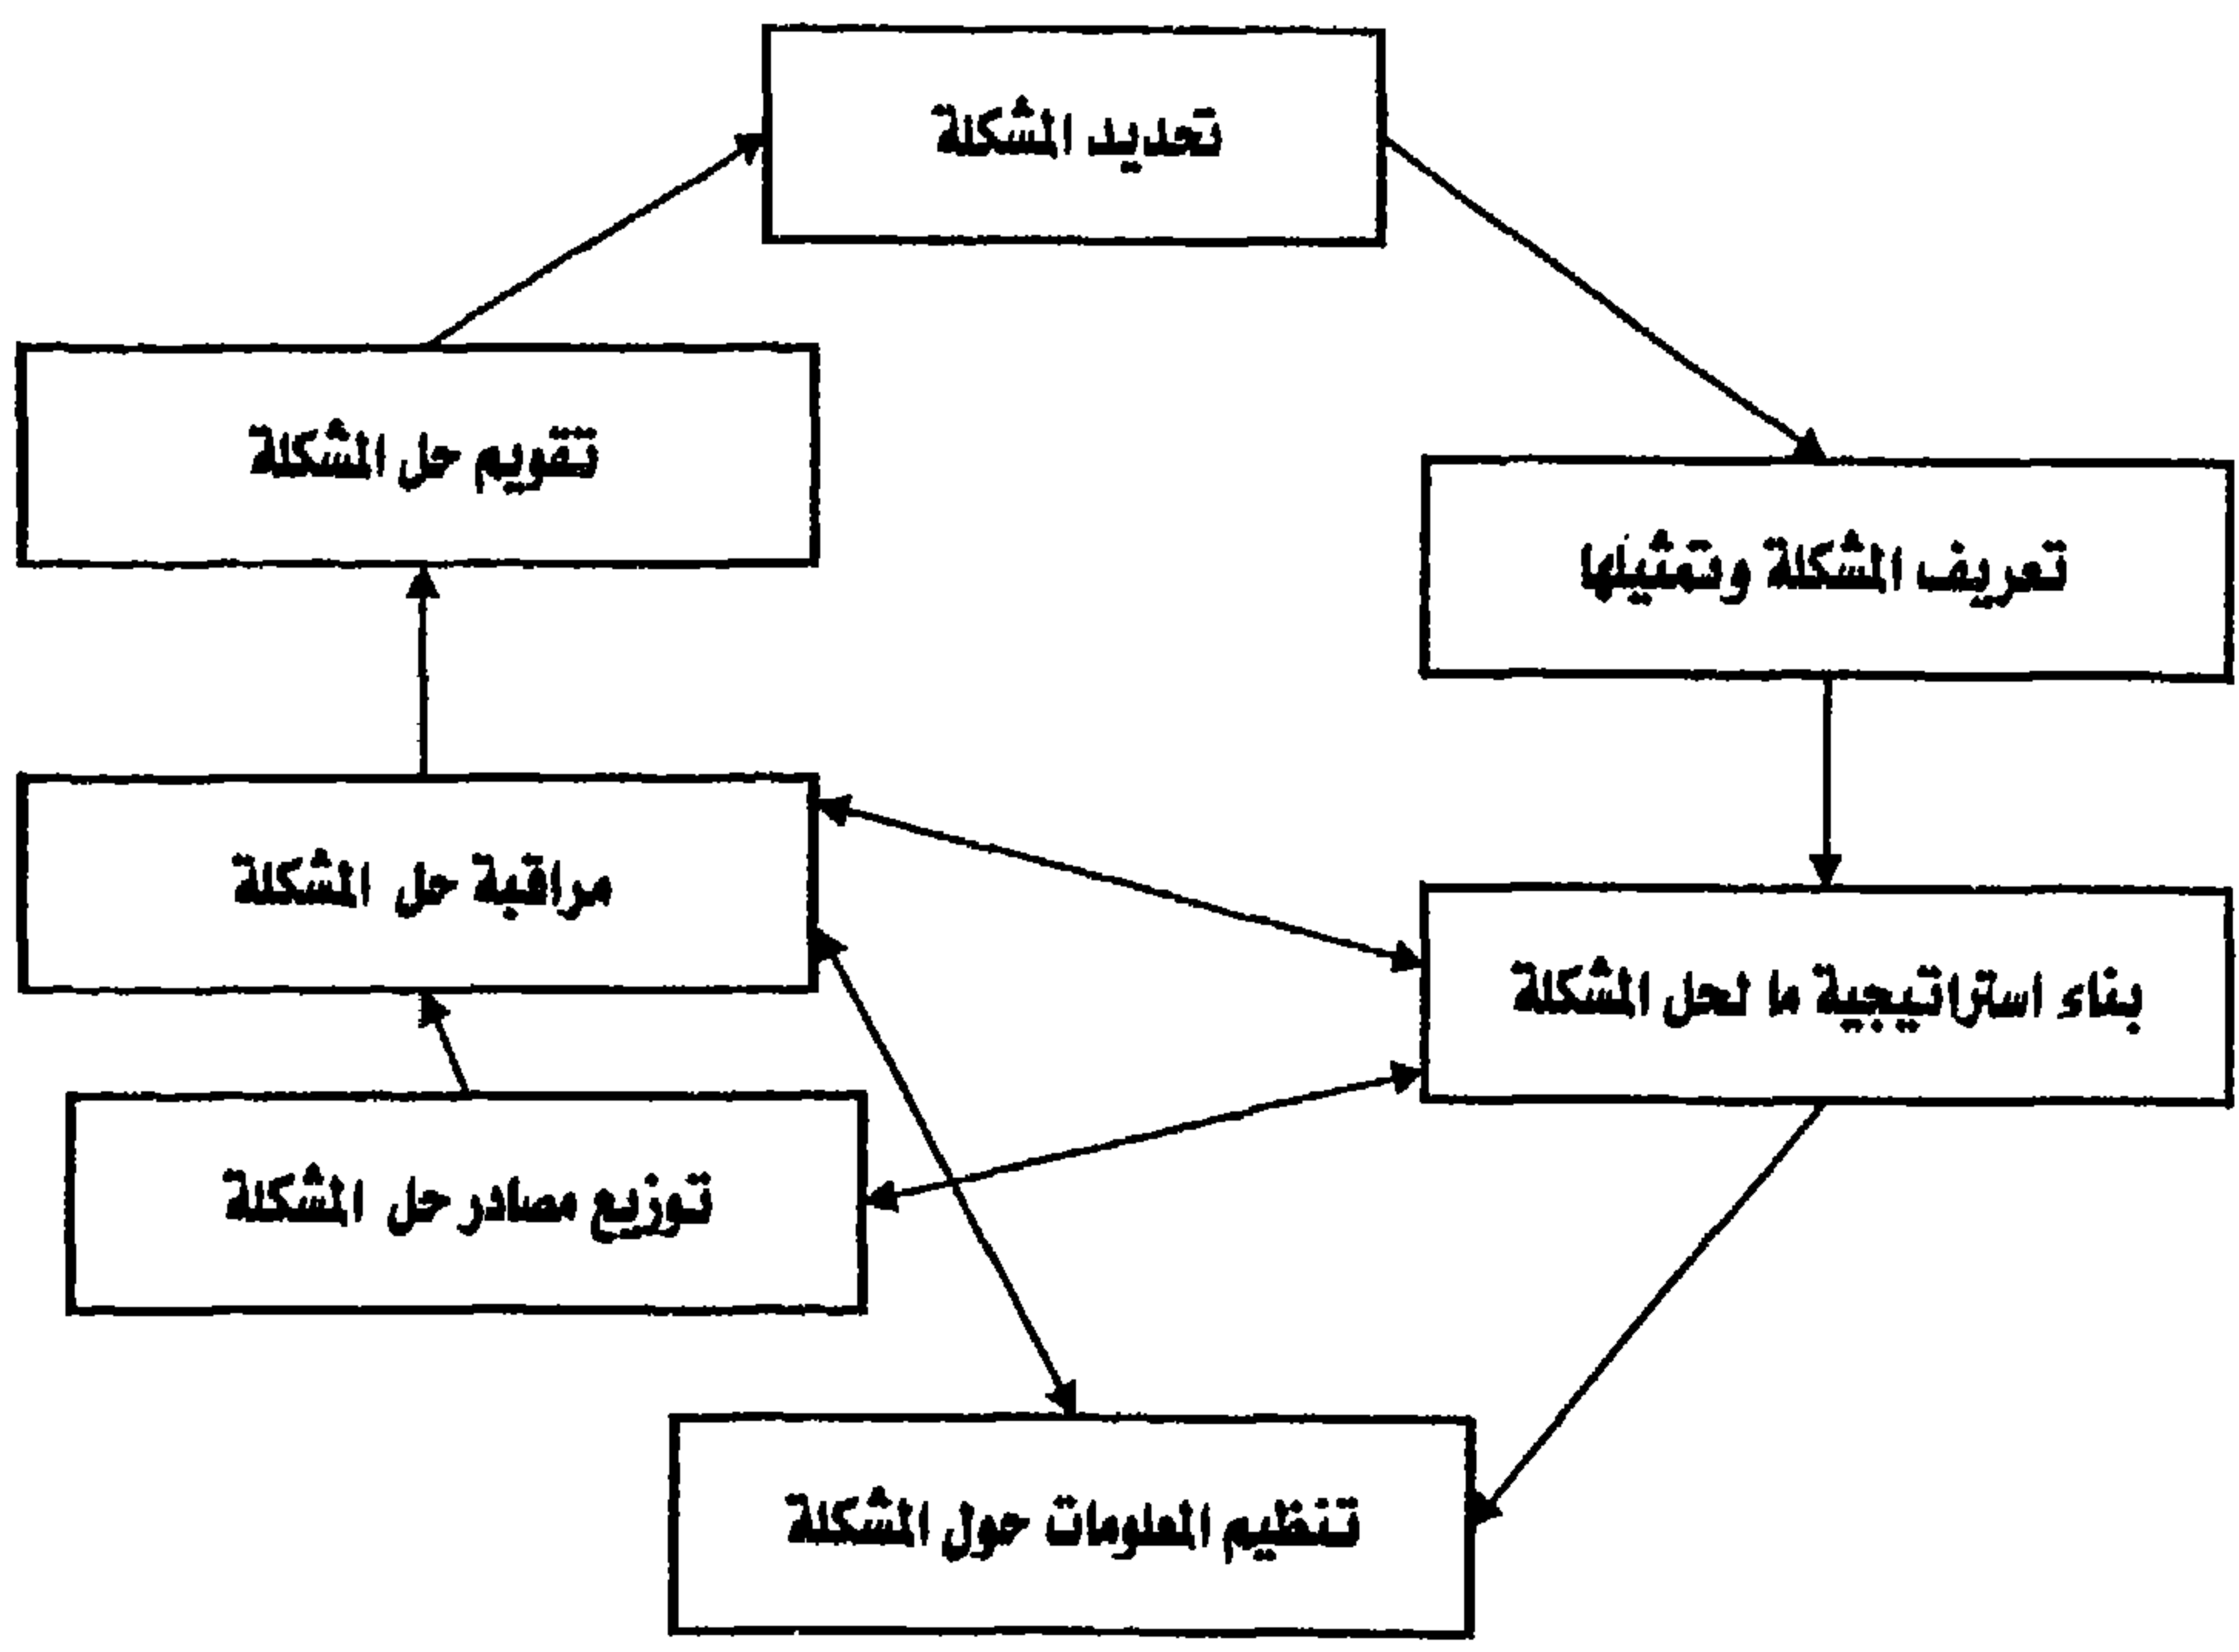 تحديد المشكلة
تقويم حل المشكلة
تعريف المشكلة وتمثيلها
مراقبة حل المشكلة
بناء استراتيجية ما لحل المشكلة
توزيع مصادر حل المشكلة
تنظيم المعلومات حول المشكلة